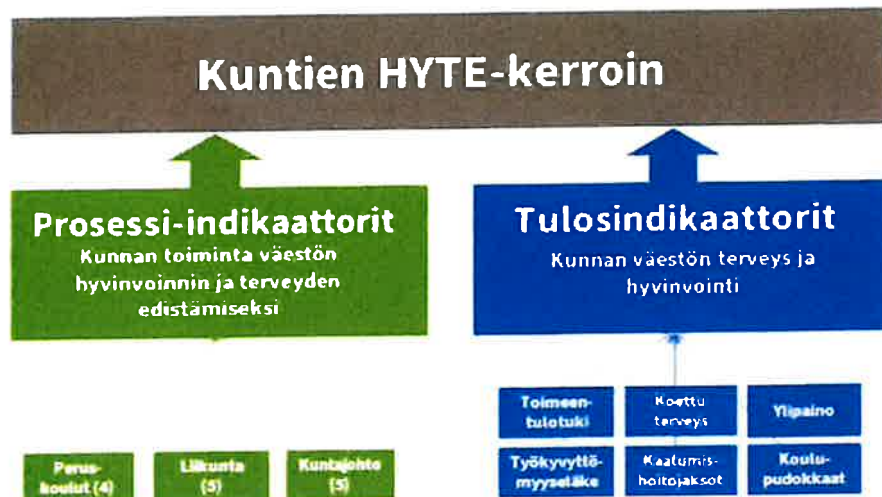 Kuntien HYTE-kerroin
Prosessi-indikaattorit
Kunnan toiminta väestön
hyvinvoinnin ja terveyden
edistämiseksi
Tulosindikaattorit
Kunnan väestön terveys ja
hyvinvointi
Perus-
koulut (4)
Liikunta
(5)
Kuntajohto
(5)
Toimeen-
tulotuki
Koettu
terveys
Ylipaino
Työkyvyttö-
myyseläke
Kaatumis-
hoitojaksot
Koulu-
pudokkaat